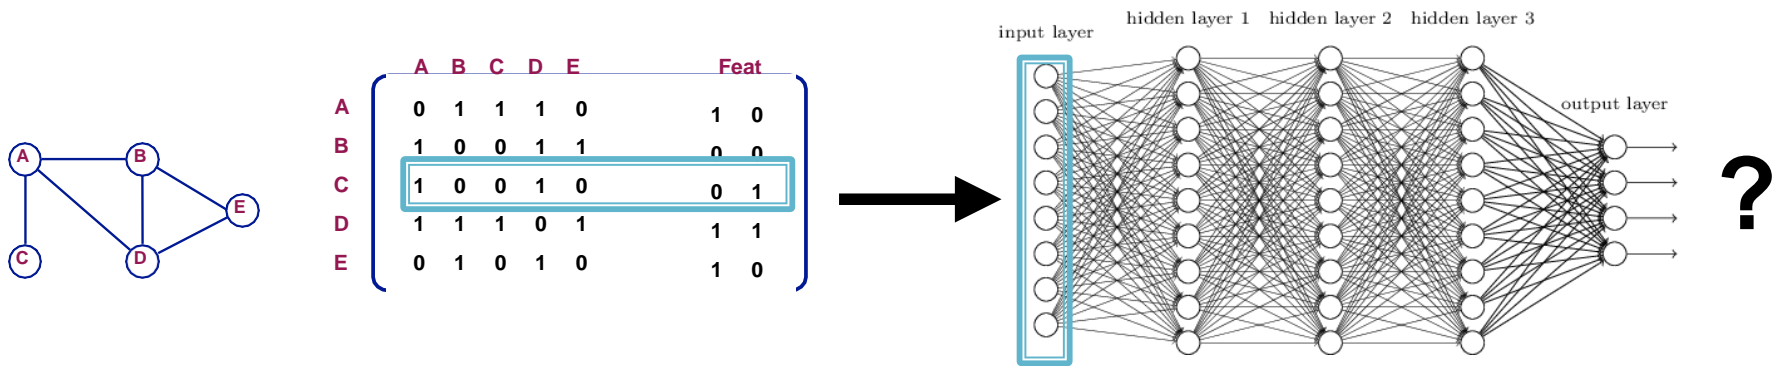 A B
E
C D
A B C D E Feat
A 0 1 1 1 0 1 0
B 1 0 0 1 1 0 0
C 1 0 0 1 0 0 1
D 1 1 1 0 1 1 1
E 0 1 0 1 0 1 0
input layer
hidden layer 1 hidden layer 2 hidden layer 3
output layer
?